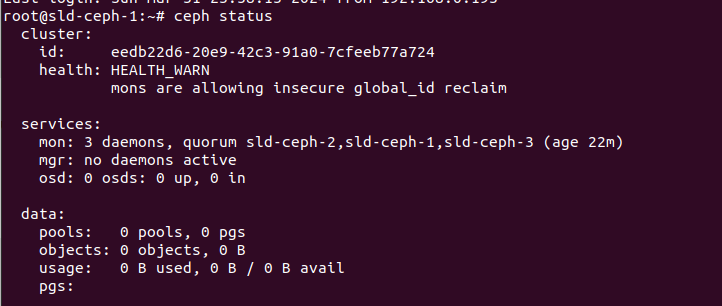 root@sld-ceph-1:~# ceph status
  cluster:
    id:     eedb22d6-20e9-42c3-91a0-7cfeeb77a724
    health: HEALTH_WARN
            mons are allowing insecure global_id reclaim

  services:
    mon: 3 daemons, quorum sld-ceph-2,sld-ceph-1,sld-ceph-3 (age 22m)
    mgr: no daemons active
    osd: 0 osds: 0 up, 0 in

  data:
    pools:   0 pools, 0 pgs
    objects: 0 objects, 0 B
    usage:   0 B used, 0 B / 0 B avail
    pgs: